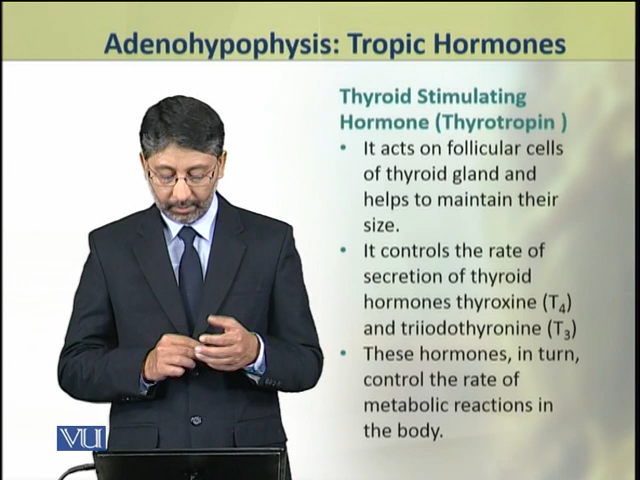 Adenohypophysis: Tropic Hormones
Thyroid Stimulating
Hormone (Thyrotropin )
• It acts on follicular cells
of thyroid gland and
helps to maintain their
size.
• It controls the rate of
secretion of thyroid
hormones thyroxine (T₄)
and triiodothyronine (T₃)
• These hormones, in turn,
control the rate of
metabolic reactions in
the body.
VU